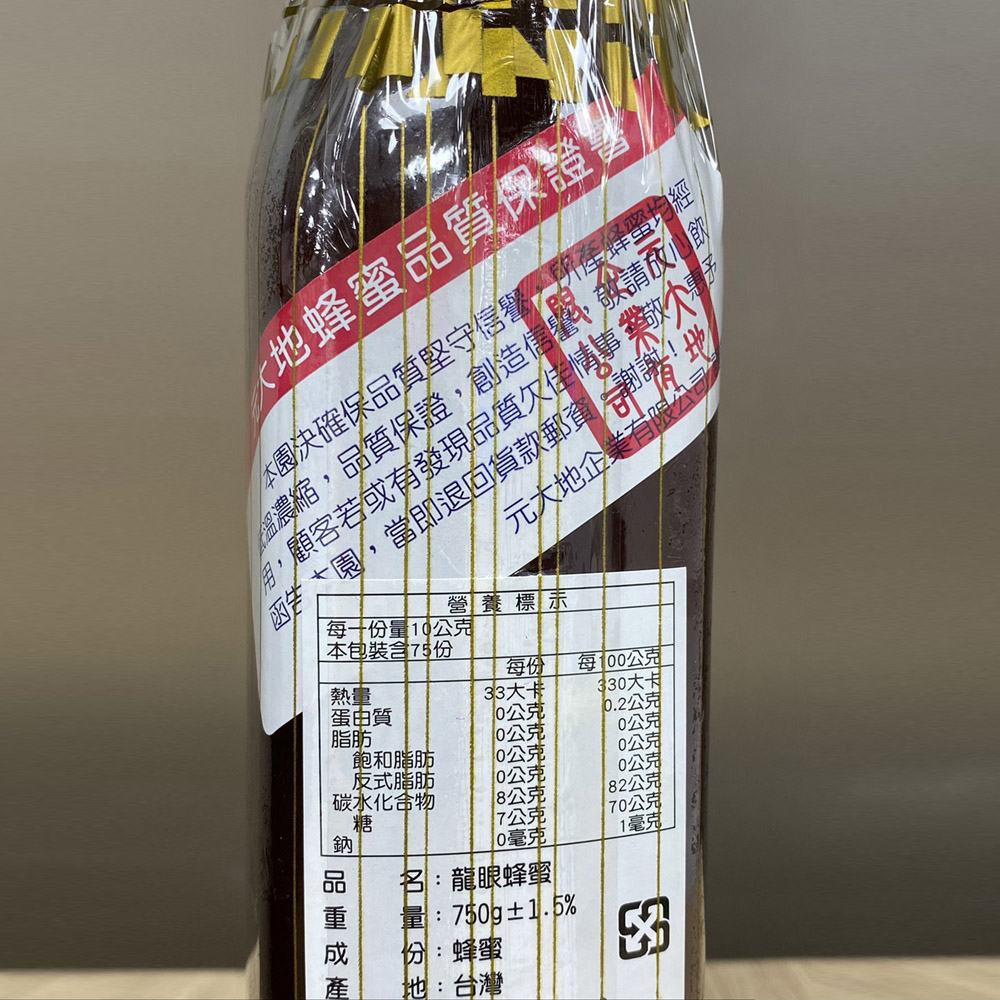 元大地蜂蜜品質保證書
本園決確保品質堅守信譽，所產蜂蜜均經
低溫濃縮，品質保證，創造信譽，敬請放心飲
用，顧客若或有發現品質欠佳情事，敬惠予
函告本園，當即退回貨款郵資。謝謝！
元大地企業有限公司
元大地
企業有
限公司
營養標示
每一份量10公克
本包裝含75份
每份 每100公克
熱量 33大卡 330大卡
蛋白質 0公克 0.2公克
脂肪 0公克 0公克
飽和脂肪 0公克 0公克
反式脂肪 0公克 0公克
碳水化合物 8公克 82公克
糖 7公克 70公克
鈉 0毫克 1毫克
品名：龍眼蜂蜜
重量：750g±1.5%
成份：蜂蜜
產地：台灣